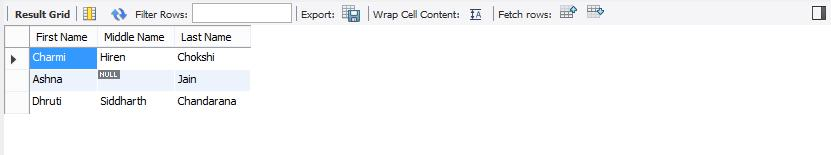 Result Grid Filter Rows: Export: Wrap Cell Content: Fetch rows:
First Name Middle Name Last Name
Charmi Hiren Chokshi
Ashna NULL Jain
Dhruti Siddharth Chandarana